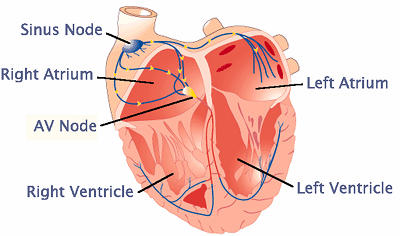 Sinus Node
Right Atrium
AV Node
Right Ventricle
Left Atrium
Left Ventricle